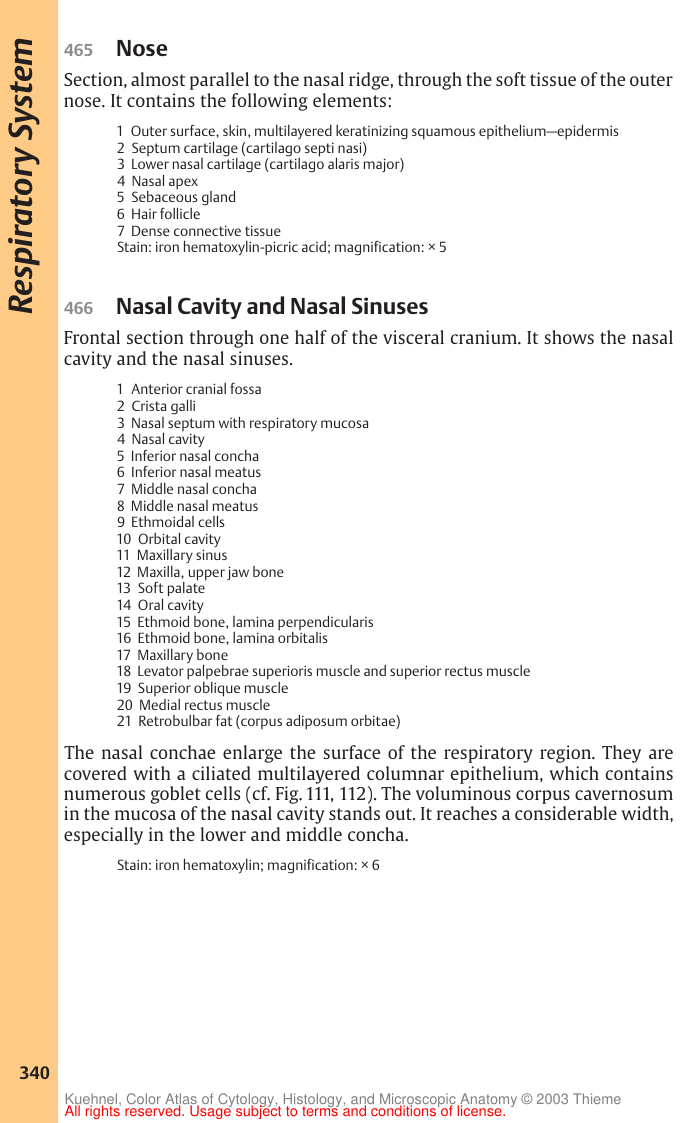 Respiratory System
465 Nose
Section, almost parallel to the nasal ridge, through the soft tissue of the outer
nose. It contains the following elements:
1 Outer surface, skin, multilayered keratinizing squamous epithelium—epidermis
2 Septum cartilage (cartilago septi nasi)
3 Lower nasal cartilage (cartilago alaris major)
4 Nasal apex
5 Sebaceous gland
6 Hair follicle
7 Dense connective tissue
Stain: iron hematoxylin-picric acid; magnification: × 5
466 Nasal Cavity and Nasal Sinuses
Frontal section through one half of the visceral cranium. It shows the nasal
cavity and the nasal sinuses.
1 Anterior cranial fossa
2 Crista galli
3 Nasal septum with respiratory mucosa
4 Nasal cavity
5 Inferior nasal concha
6 Inferior nasal meatus
7 Middle nasal concha
8 Middle nasal meatus
9 Ethmoidal cells
10 Orbital cavity
11 Maxillary sinus
12 Maxilla, upper jaw bone
13 Soft palate
14 Oral cavity
15 Ethmoid bone, lamina perpendicularis
16 Ethmoid bone, lamina orbitalis
17 Maxillary bone
18 Levator palpebrae superioris muscle and superior rectus muscle
19 Superior oblique muscle
20 Medial rectus muscle
21 Retrobulbar fat (corpus adiposum orbitae)
The nasal conchae enlarge the surface of the respiratory region. They are
covered with a ciliated multilayered columnar epithelium, which contains
numerous goblet cells (cf. Fig. 111, 112). The voluminous corpus cavernosum
in the mucosa of the nasal cavity stands out. It reaches a considerable width,
especially in the lower and middle concha.
Stain: iron hematoxylin; magnification: × 6
340
Kuehnel, Color Atlas of Cytology, Histology, and Microscopic Anatomy © 2003 Thieme
All rights reserved. Usage subject to terms and conditions of license.